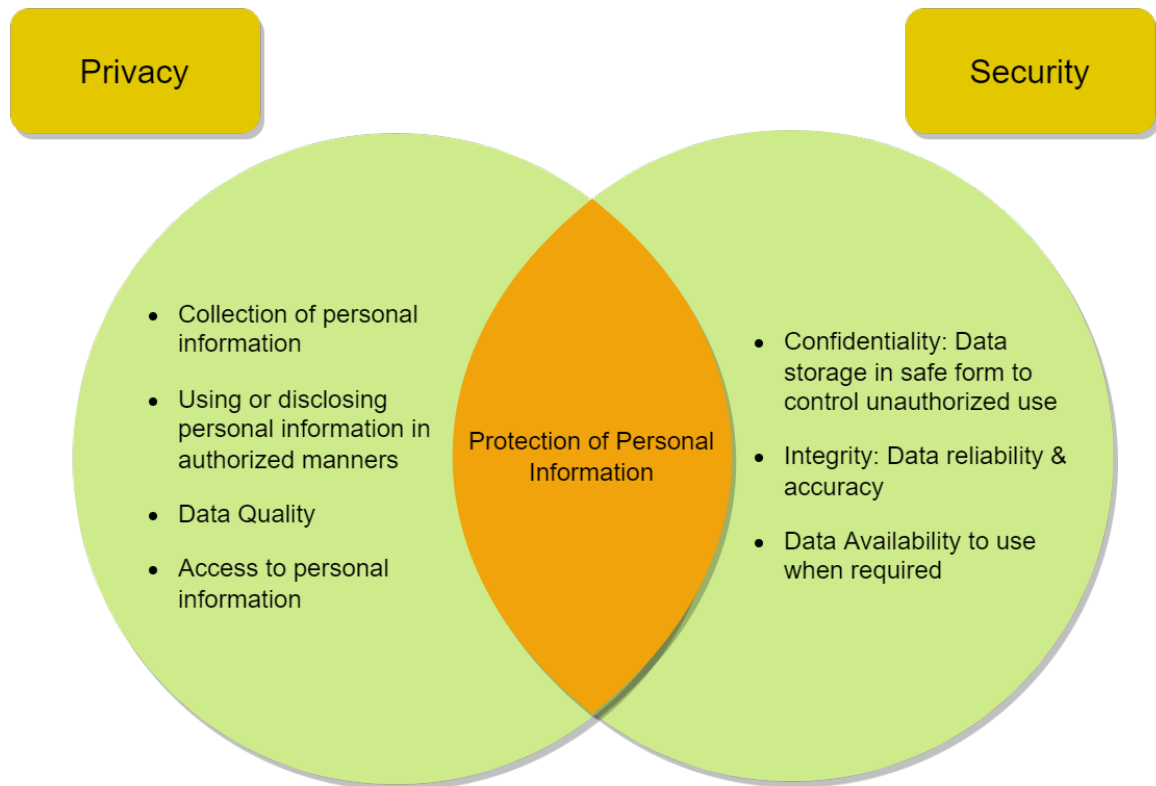 Privacy
Security
• Collection of personal
information
• Using or disclosing
personal information in
authorized manners
• Data Quality
• Access to personal
information
Protection of Personal
Information
• Confidentiality: Data
storage in safe form to
control unauthorized use
• Integrity: Data reliability &
accuracy
• Data Availability to use
when required